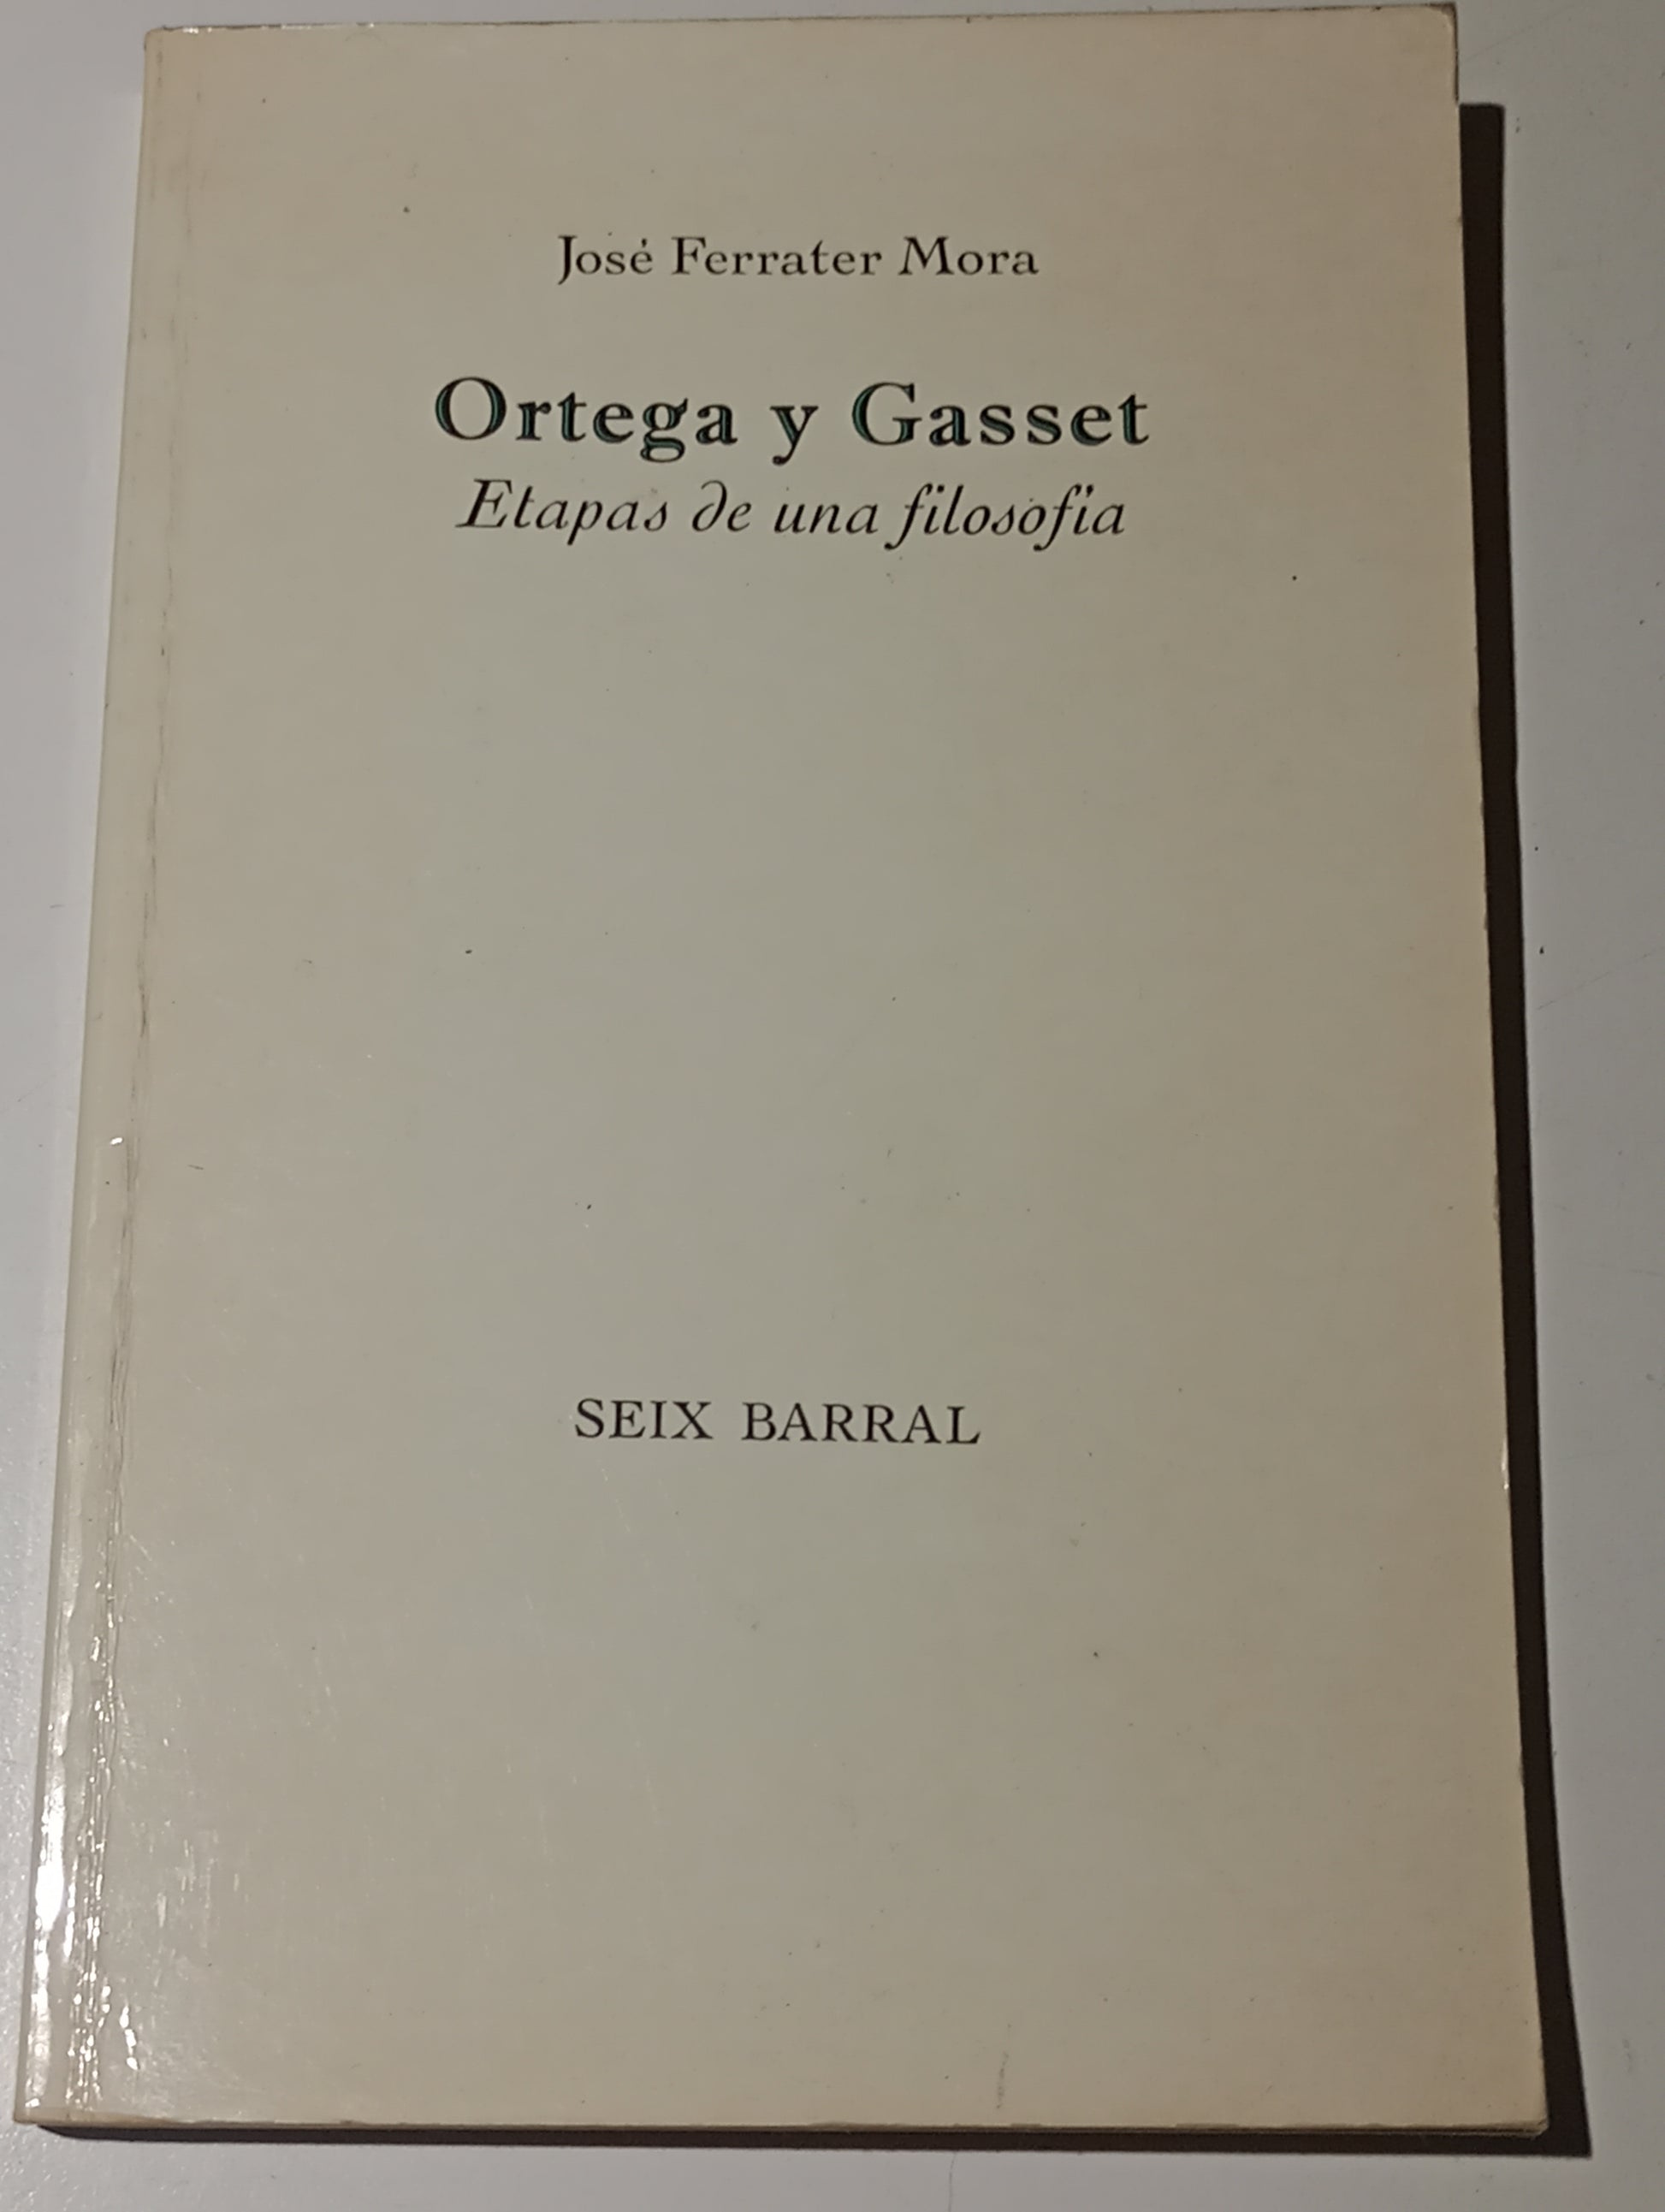 José Ferrater Mora
Ortega y Gasset
Etapas de una filosofía
SEIX BARRAL